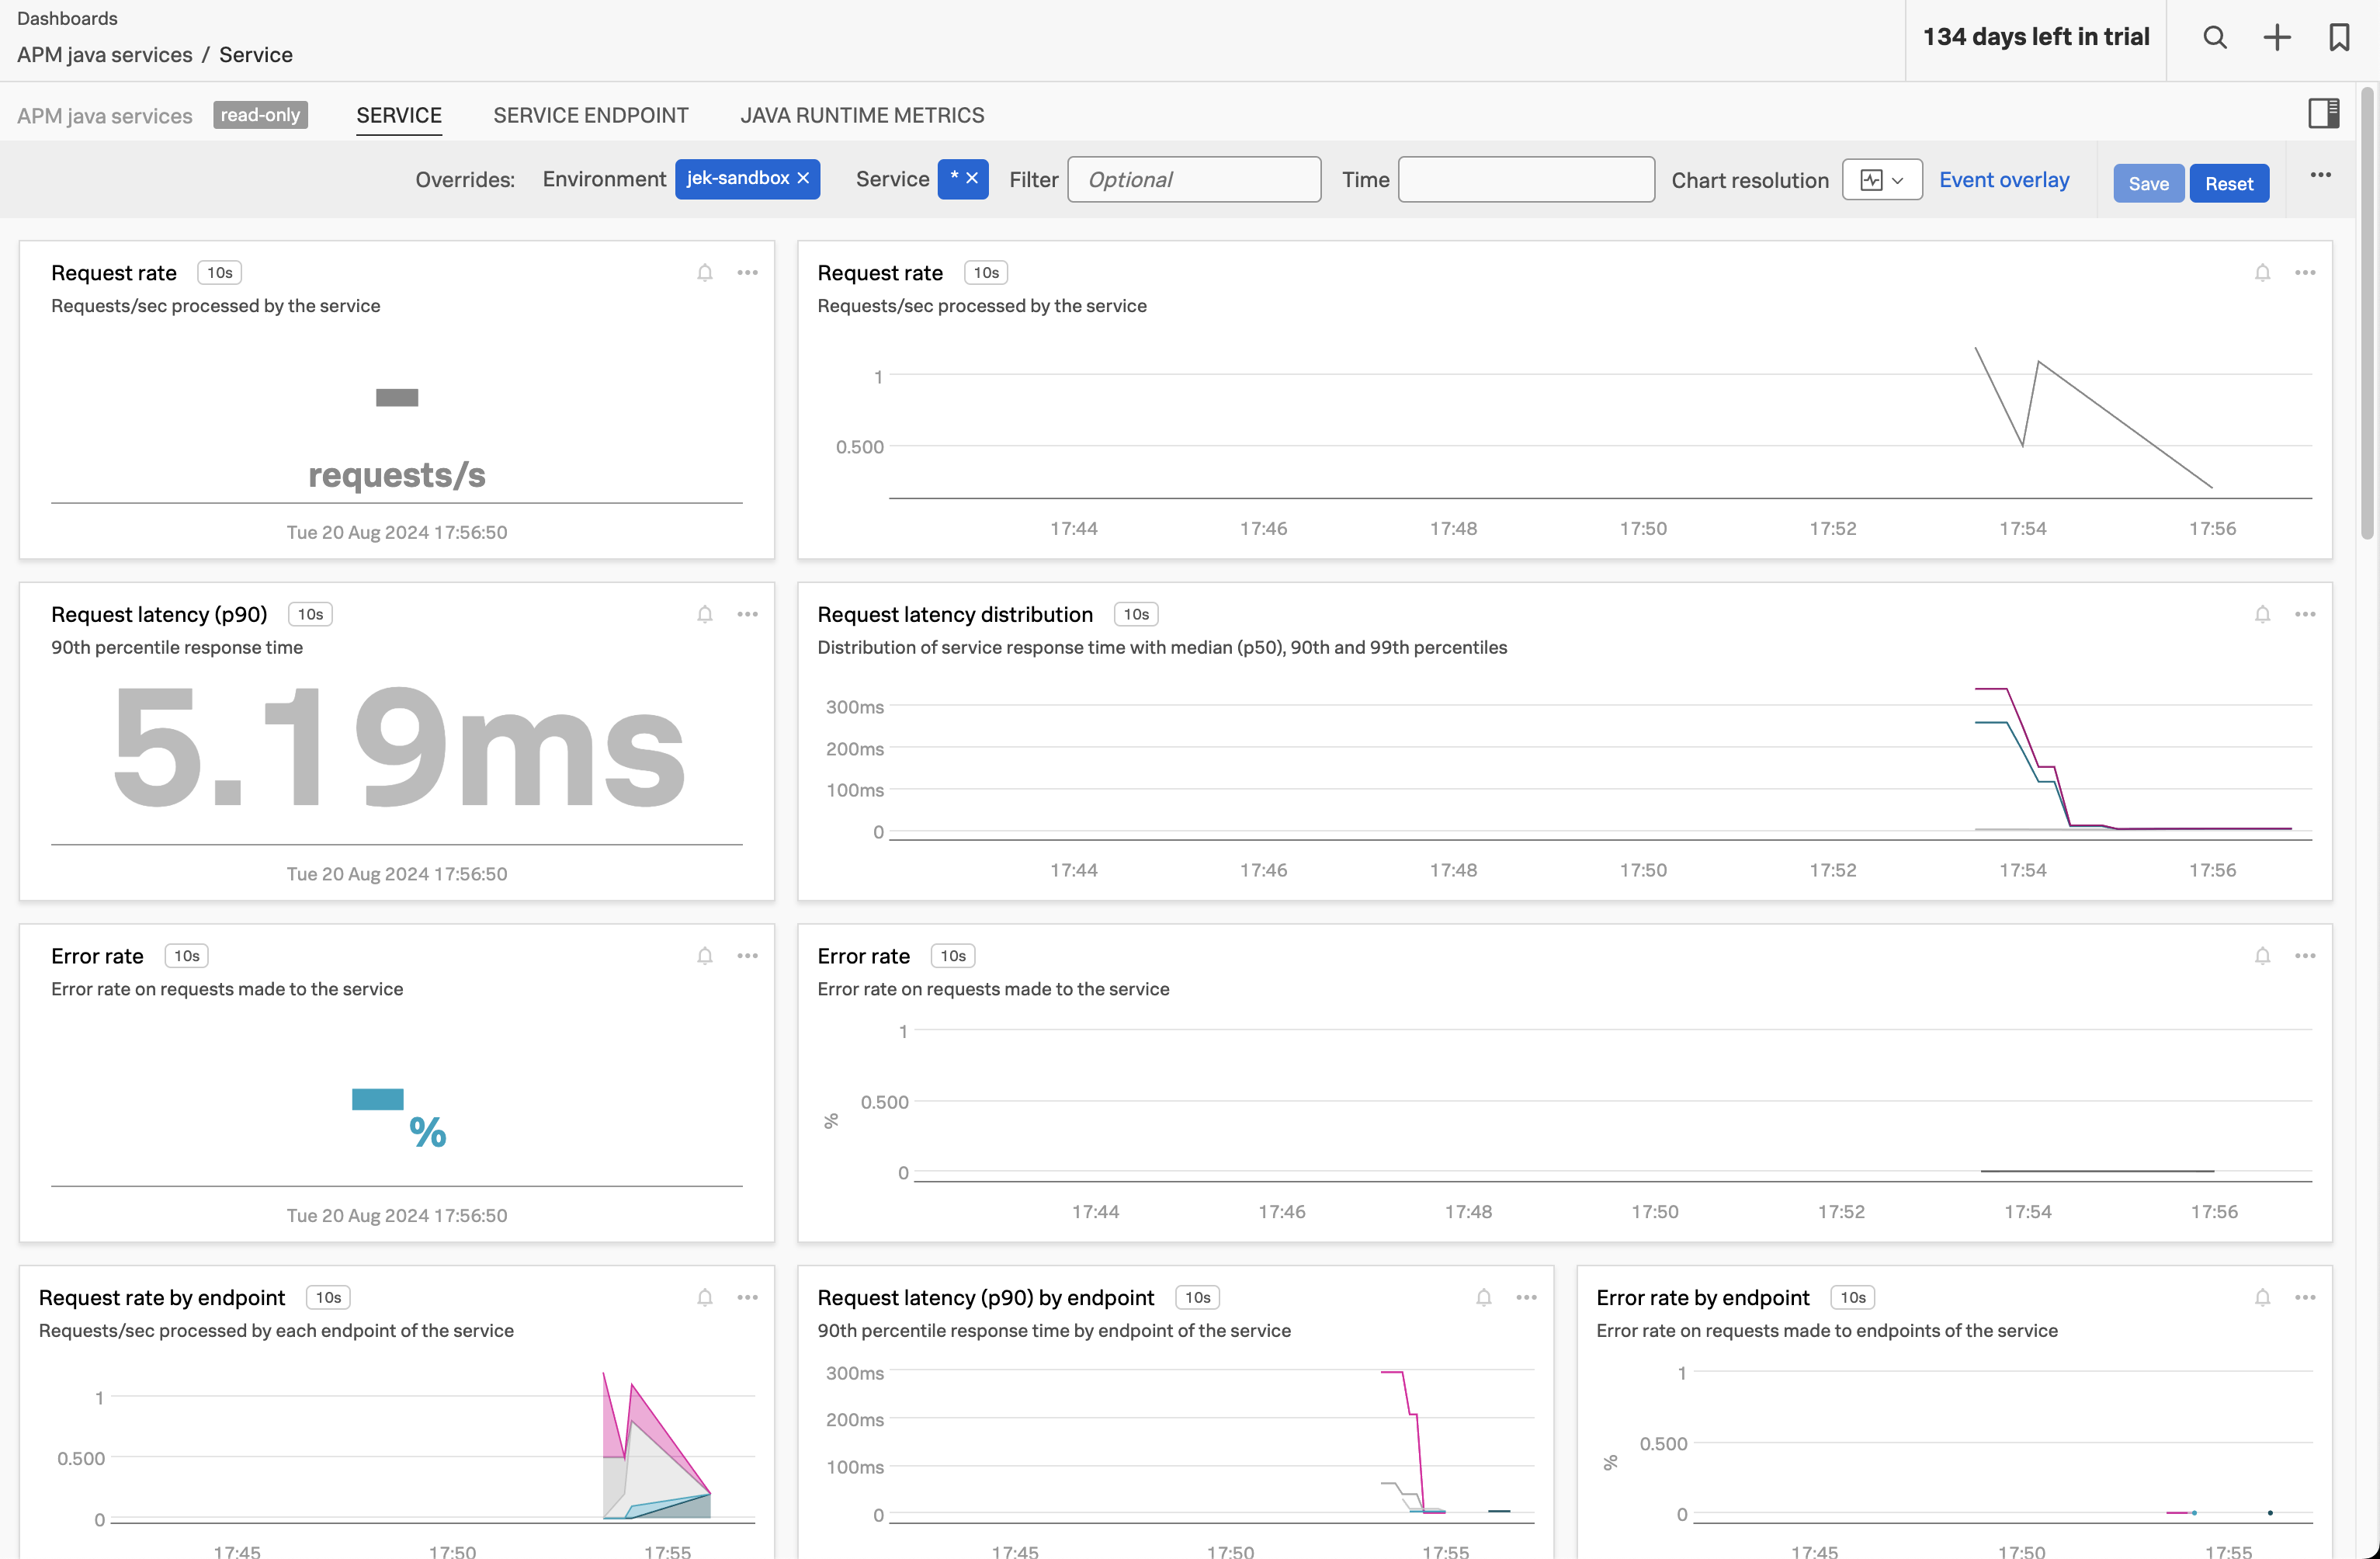 Dashboards
APM java services / Service
134 days left in trial
APM java services read-only SERVICE SERVICE ENDPOINT JAVA RUNTIME METRICS
Overrides: Environment jek-sandbox × Service * × Filter Optional Time Chart resolution Event overlay Save Reset
Request rate 10s
Requests/sec processed by the service
requests/s
Tue 20 Aug 2024 17:56:50
Request rate 10s
Requests/sec processed by the service
1
0.500
17:44 17:46 17:48 17:50 17:52 17:54 17:56
Request latency (p90) 10s
90th percentile response time
5.19ms
Tue 20 Aug 2024 17:56:50
Request latency distribution 10s
Distribution of service response time with median (p50), 90th and 99th percentiles
300ms
200ms
100ms
0
17:44 17:46 17:48 17:50 17:52 17:54 17:56
Error rate 10s
Error rate on requests made to the service
%
Tue 20 Aug 2024 17:56:50
Error rate 10s
Error rate on requests made to the service
1
0.500
0
%
17:44 17:46 17:48 17:50 17:52 17:54 17:56
Request rate by endpoint 10s
Requests/sec processed by each endpoint of the service
1
0.500
0
17:45 17:50 17:55
Request latency (p90) by endpoint 10s
90th percentile response time by endpoint of the service
300ms
200ms
100ms
0
17:45 17:50 17:55
Error rate by endpoint 10s
Error rate on requests made to endpoints of the service
1
0.500
0
%
17:45 17:50 17:55